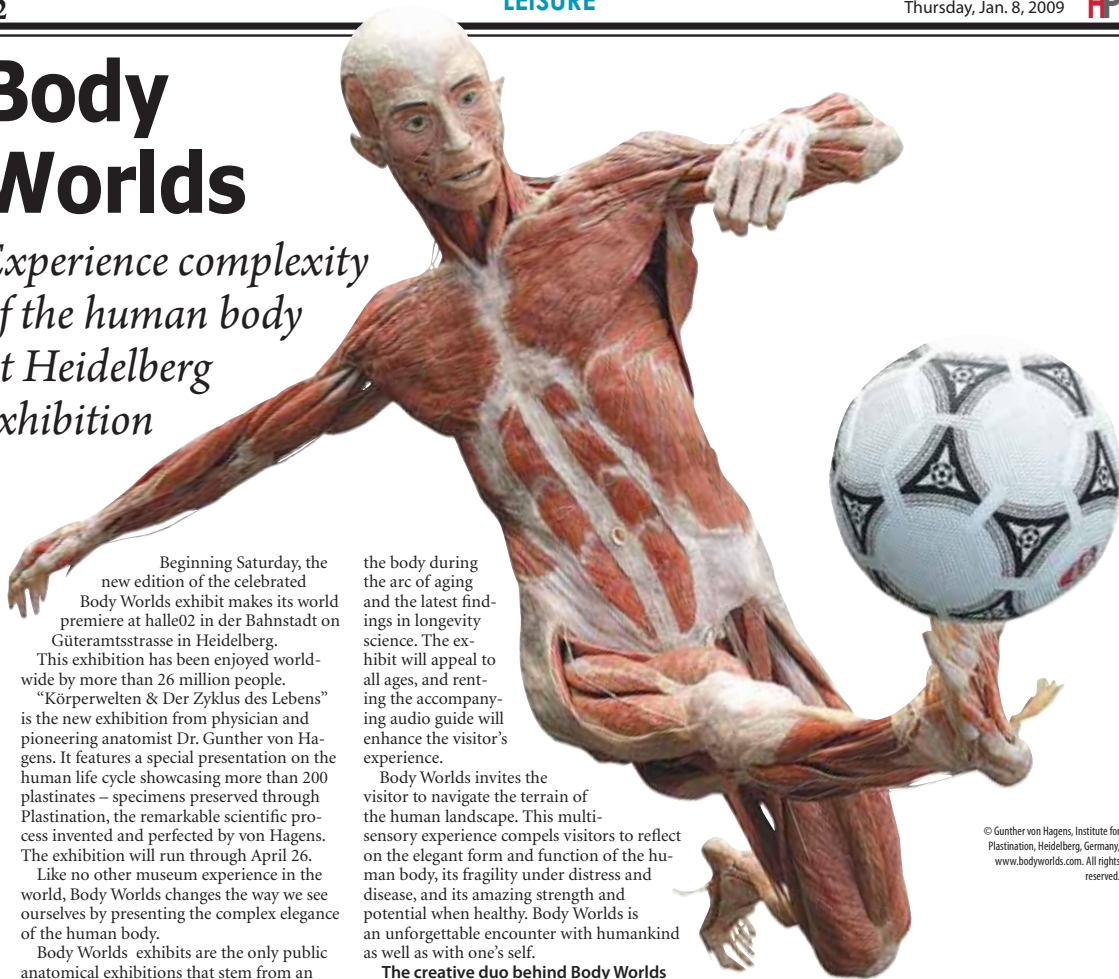 2
LEISURE
Thursday, Jan. 8, 2009
HP
Body
Worlds
Experience complexity
of the human body
at Heidelberg
exhibition
Beginning Saturday, the
new edition of the celebrated
Body Worlds exhibit makes its world
premiere at halle02 in der Bahnstadt on
Güteramtsstrasse in Heidelberg.
This exhibition has been enjoyed world-
wide by more than 26 million people.
“Körperwelten & Der Zyklus des Lebens”
is the new exhibition from physician and
pioneering anatomist Dr. Gunther von Ha-
gens. It features a special presentation on the
human life cycle showcasing more than 200
plastinates – specimens preserved through
Plastination, the remarkable scientific pro-
cess invented and perfected by von Hagens.
The exhibition will run through April 26.
Like no other museum experience in the
world, Body Worlds changes the way we see
ourselves by presenting the complex elegance
of the human body.
Body Worlds exhibits are the only public
anatomical exhibitions that stem from an
the body during
the arc of aging
and the latest find-
ings in longevity
science. The ex-
hibit will appeal to
all ages, and rent-
ing the accompany-
ing audio guide will
enhance the visitor’s
experience.
Body Worlds invites the
visitor to navigate the terrain of
the human landscape. This multi-
sensory experience compels visitors to reflect
on the elegant form and function of the hu-
man body, its fragility under distress and
disease, and its amazing strength and
potential when healthy. Body Worlds is
an unforgettable encounter with humankind
as well as with one’s self.
The creative duo behind Body Worlds
© Gunther von Hagens, Institute for
Plastination, Heidelberg, Germany,
www.bodyworlds.com. All rights
reserved.